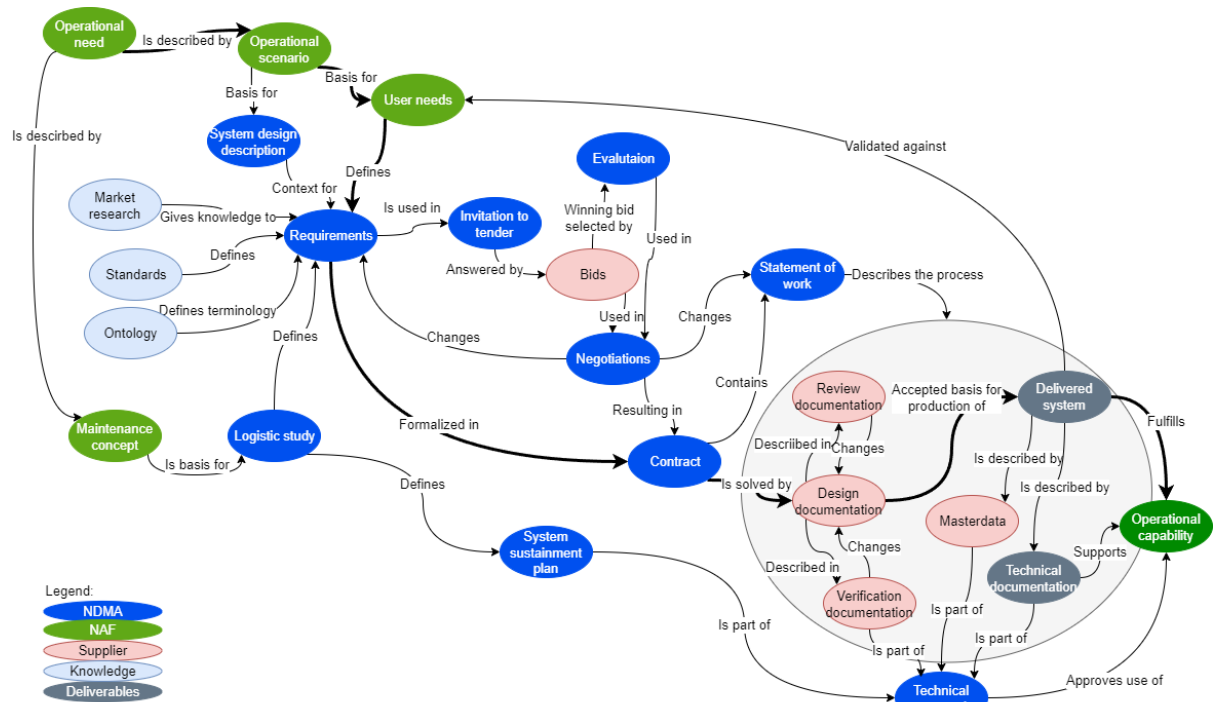 Operational
need
Is described by
Operational
scenario
Basis for
Basis for
User needs
Is descirbed by
System design
description
Validated against
Evalutaion
Defines
Context for
Market
research
Gives knowledge to
Requirements
Is used in
Invitation to
tender
Winning bid
selected by
Used in
Answered by
Bids
Standards
Defines
Statement of
work
Describes the process
Ontology
Defines terminology
Defines
Used in
Changes
Changes
Negotiations
Contains
Review
documentation
Accepted basis for
production of
Delivered
system
Fulfills
Resulting in
Maintenance
concept
Is basis for
Logistic study
Formalized in
Descriibed in
Changes
Is described by
Contract
Is solved by
Design
documentation
Is described by
Defines
Masterdata
Operational
capability
System
sustainment
plan
Changes
Supports
Described in
Technical
documentation
Verification
documentation
Legend:
NDMA
NAF
Supplier
Knowledge
Deliverables
Is part of
Is part of
Is part of
Is part of
Technical
Approves use of